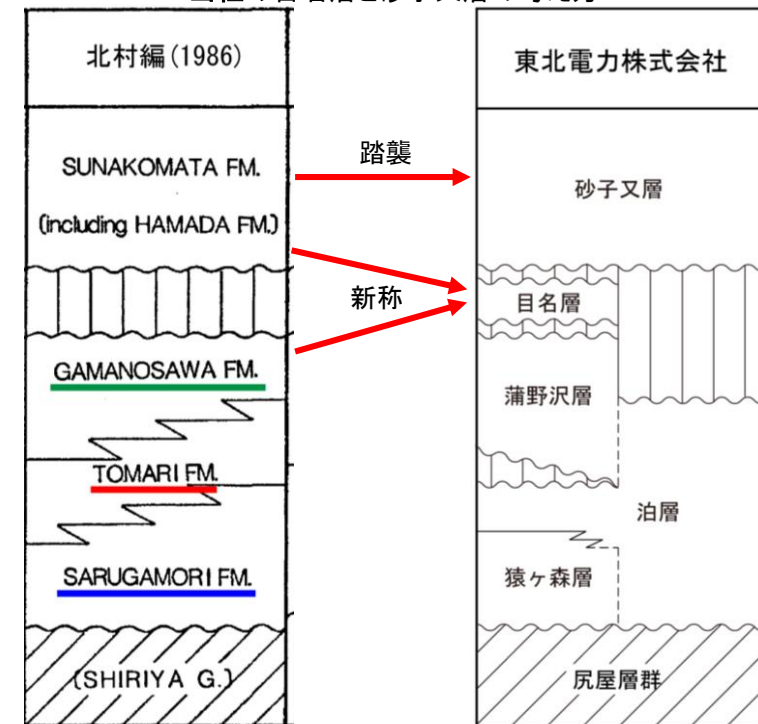 北村編(1986)
SUNAKOMATA FM.
(including HAMADA FM.)
GAMANOSAWA FM.
TOMARI FM.
SARUGAMORI FM.
(SHIRIYA G.)
踏襲
新称
東北電力株式会社
砂子又層
目名層
蒲野沢層
泊層
猿ヶ森層
尻屋層群